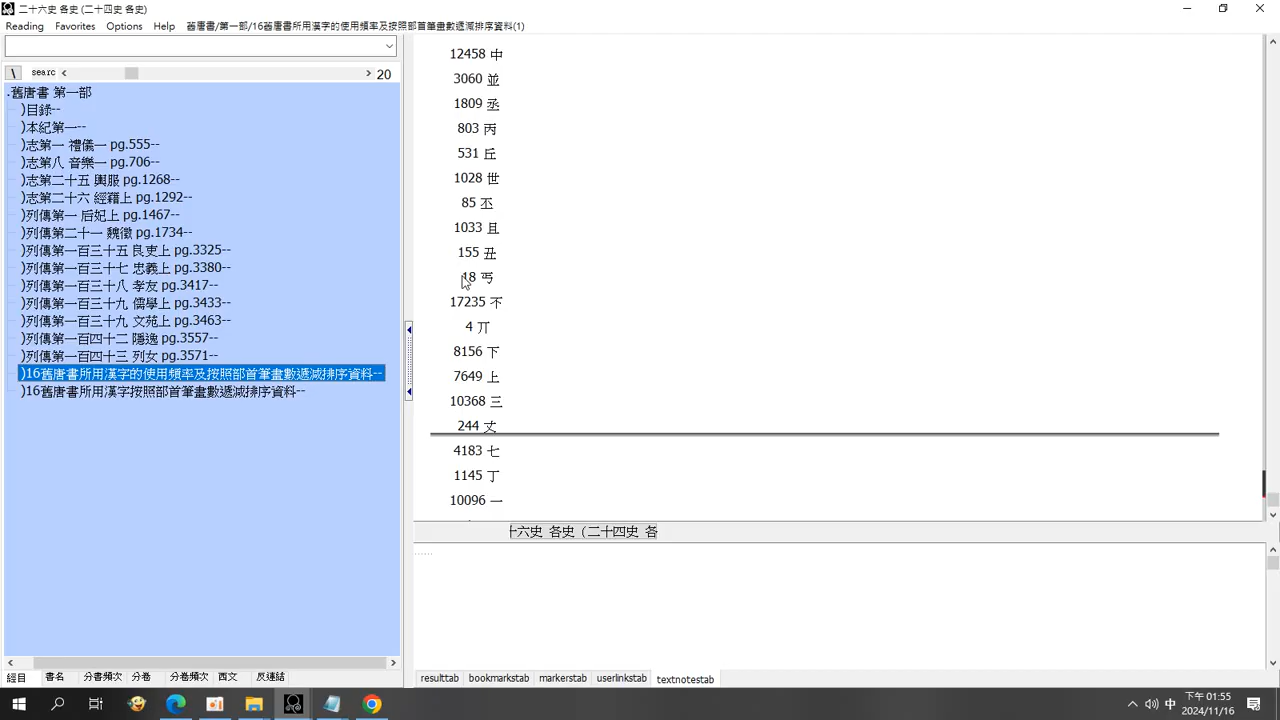 二十六史 各史 (二十四史 各史)
Reading Favorites Options Help 舊唐書/第一部/16舊唐書所用漢字的使用頻率及按照部首筆畫數遞減排序資料(1)
\ searc 20
.舊唐書 第一部
)目錄--
)本紀第一--
)志第一 禮儀一 pg.555--
)志第八 音樂一 pg.706--
)志第二十五 輿服 pg.1268--
)志第二十六 經籍上 pg.1292--
)列傳第一 后妃上 pg.1467--
)列傳第二十一 魏徵 pg.1734--
)列傳第一百三十五 良吏上 pg.3325--
)列傳第一百三十七 忠義上 pg.3380--
)列傳第一百三十八 孝友 pg.3417--
)列傳第一百三十九 儒學上 pg.3433--
)列傳第一百三十九 文苑上 pg.3463--
)列傳第一百四十二 隱逸 pg.3557--
)列傳第一百四十三 列女 pg.3571--
)16舊唐書所用漢字的使用頻率及按照部首筆畫數遞減排序資料--
)16舊唐書所用漢字按照部首筆畫數遞減排序資料--
經目 書名 分書頻次 分卷 分卷頻次 西文 反連結
12458 中
3060 並
1809 丞
803 丙
531 丘
1028 世
85 丕
1033 且
155 丑
18 丐
17235 不
4 丌
8156 下
7649 上
10368 三
244 丈
4183 七
1145 丁
10096 一
十六史 各史 (二十四史 各
......
resulttab bookmarkstab markerstab userlinkstab textnotestab
中 下午 01:55
2024/11/16